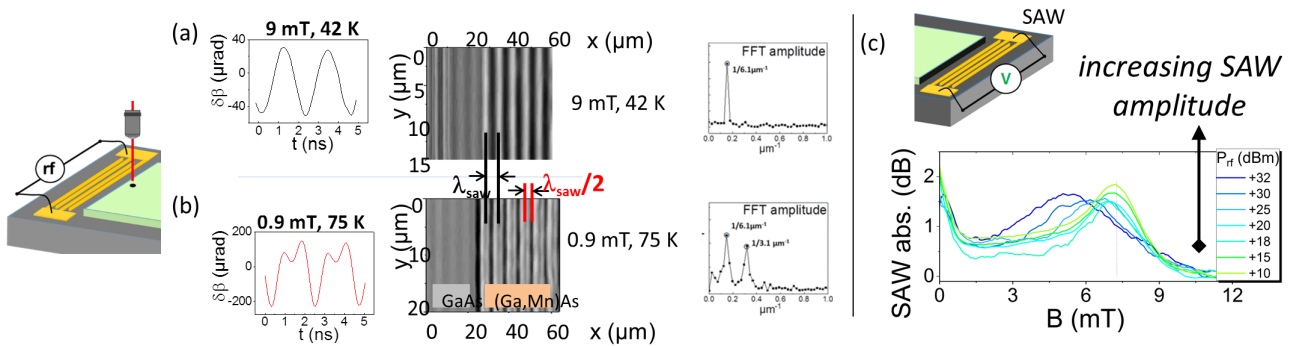 rf
(a)
9 mT, 42 K
δβ (μrad)
40
0
-40
0 1 2 3 4 5
t (ns)
x (μm)
0 20 40 60
y (μm)
0
5
10
15
9 mT, 42 K
FFT amplitude
1/6.1μm⁻¹
0.0 0.2 0.4 0.6 0.8 1.0
μm⁻¹
λsaw
λsaw/2
(b)
0.9 mT, 75 K
δβ (μrad)
200
0
-200
0 1 2 3 4 5
t (ns)
y (μm)
0
10
20
GaAs (Ga,Mn)As
0 20 40 60
x (μm)
0.9 mT, 75 K
FFT amplitude
1/6.1μm⁻¹
1/3.1 μm⁻¹
0.0 0.2 0.4 0.6 0.8 1.0
μm⁻¹
(c)
SAW
V
increasing SAW
amplitude
SAW abs. (dB)
2
1
0
0 3 6 9 12
B (mT)
Prf (dBm)
+32
+30
+25
+20
+18
+15
+10